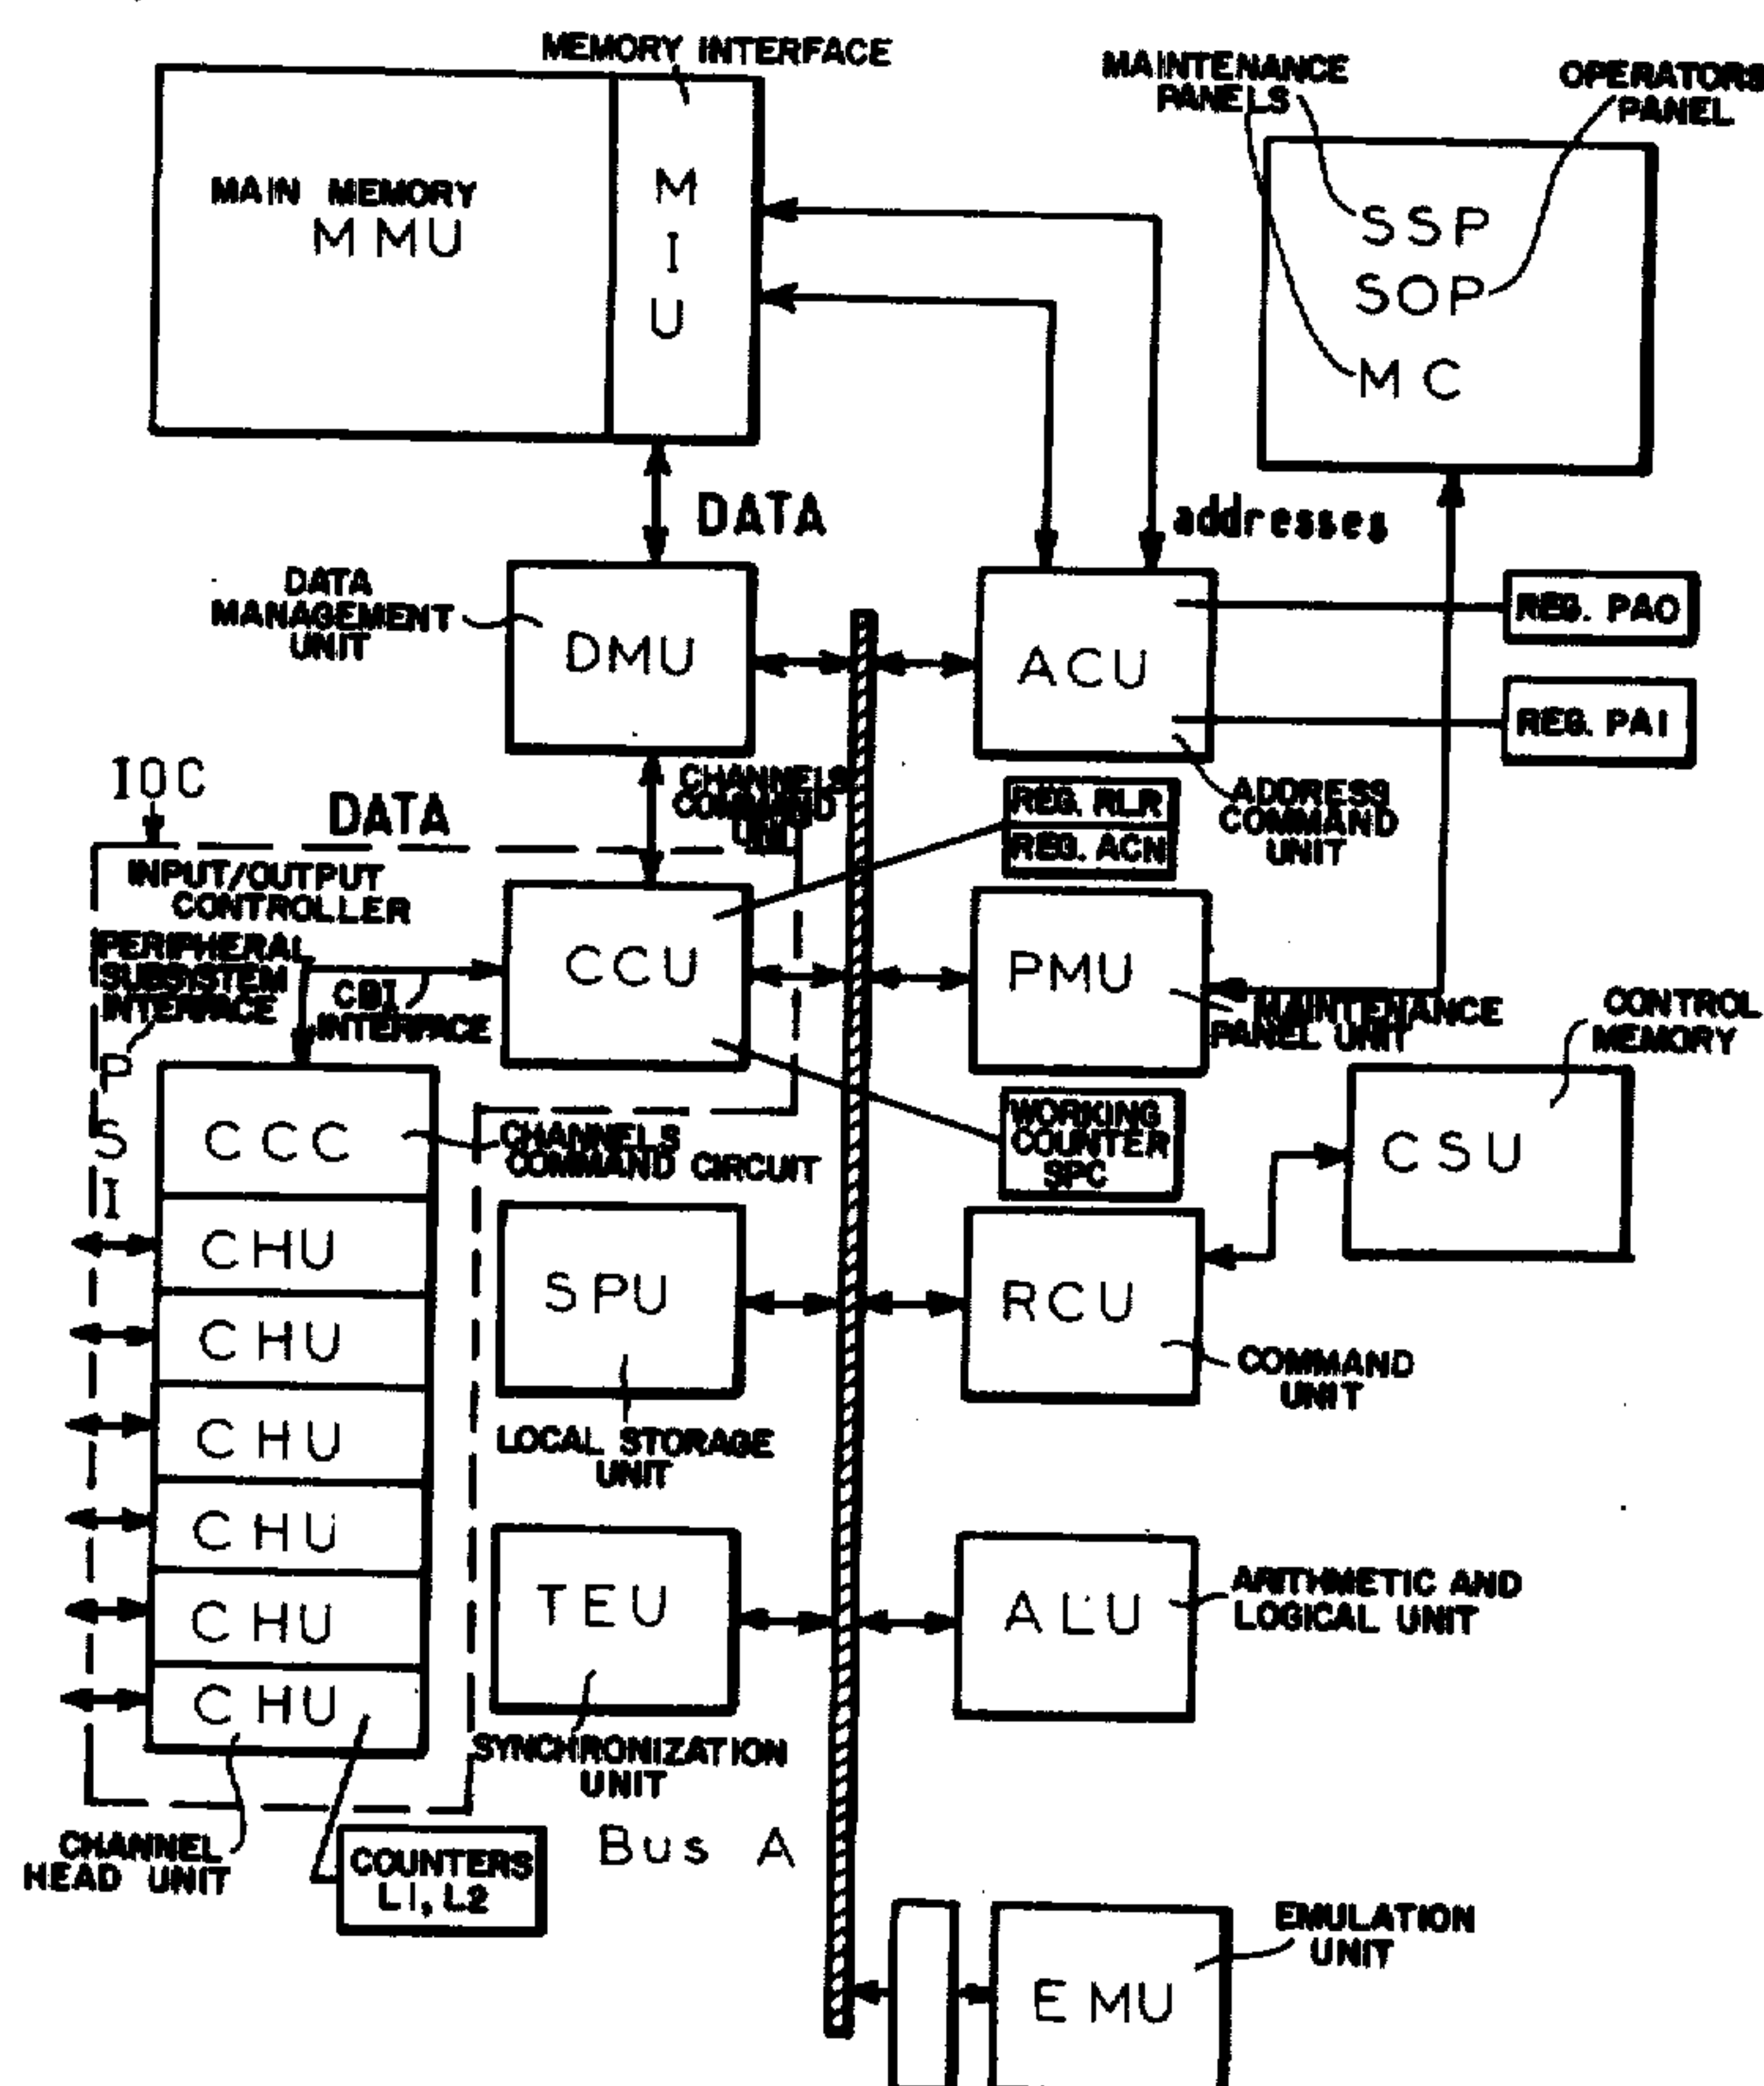 MEMORY INTERFACE
MAINTENANCE
PANELS
OPERATORS
PANEL
MAIN MEMORY
MMU
M
I
U
SSP
SOP
MC
DATA
addresses
DATA
MANAGEMENT
UNIT
DMU
ACU
REG. PA0
REG. PA1
IOC
DATA
CHANNELS
COMMAND
UNIT
REG. RLR
REG. ACN
ADDRESS
COMMAND
UNIT
INPUT/OUTPUT
CONTROLLER
PERIPHERAL
SUBSYSTEM
INTERFACE
CBI
INTERFACE
CCU
PMU
MAINTENANCE
PANEL UNIT
CONTROL
MEMORY
P
S
I
CCC
CHANNELS
COMMAND CIRCUIT
WORKING
COUNTER
SPC
CSU
CHU
CHU
CHU
CHU
CHU
CHU
SPU
RCU
COMMAND
UNIT
LOCAL STORAGE
UNIT
TEU
ALU
ARITHMETIC AND
LOGICAL UNIT
SYNCHRONIZATION
UNIT
CHANNEL
HEAD UNIT
COUNTERS
L1, L2
Bus A
EMU
EMULATION
UNIT